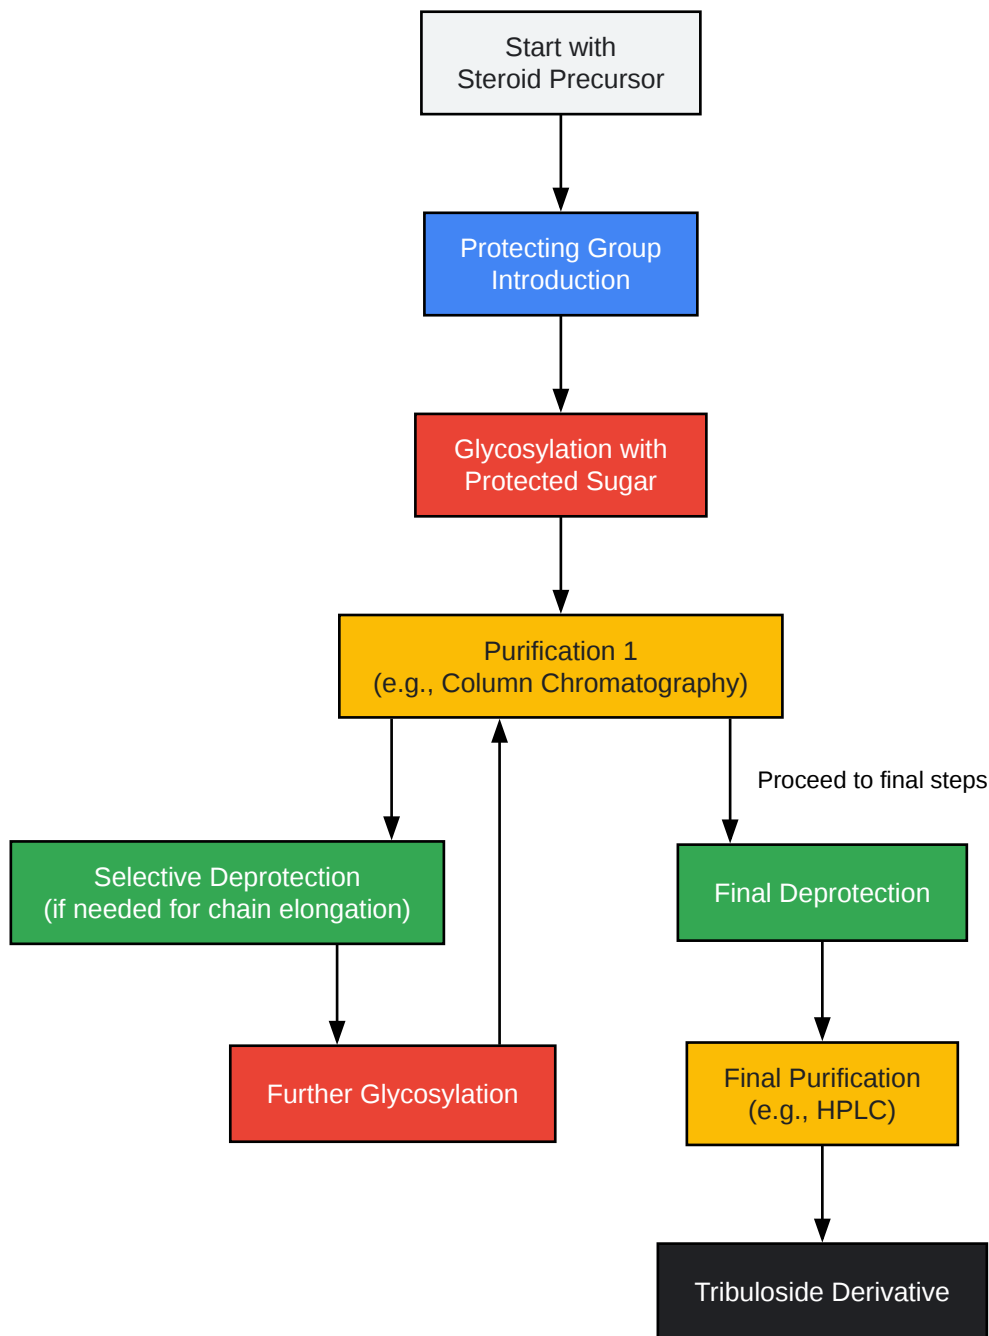 Start with
Steroid Precursor
Protecting Group
Introduction
Glycosylation with
Protected Sugar
Purification 1
(e.g., Column Chromatography)
Proceed to final steps
Selective Deprotection
(if needed for chain elongation)
Final Deprotection
Further Glycosylation
Final Purification
(e.g., HPLC)
Tribuloside Derivative